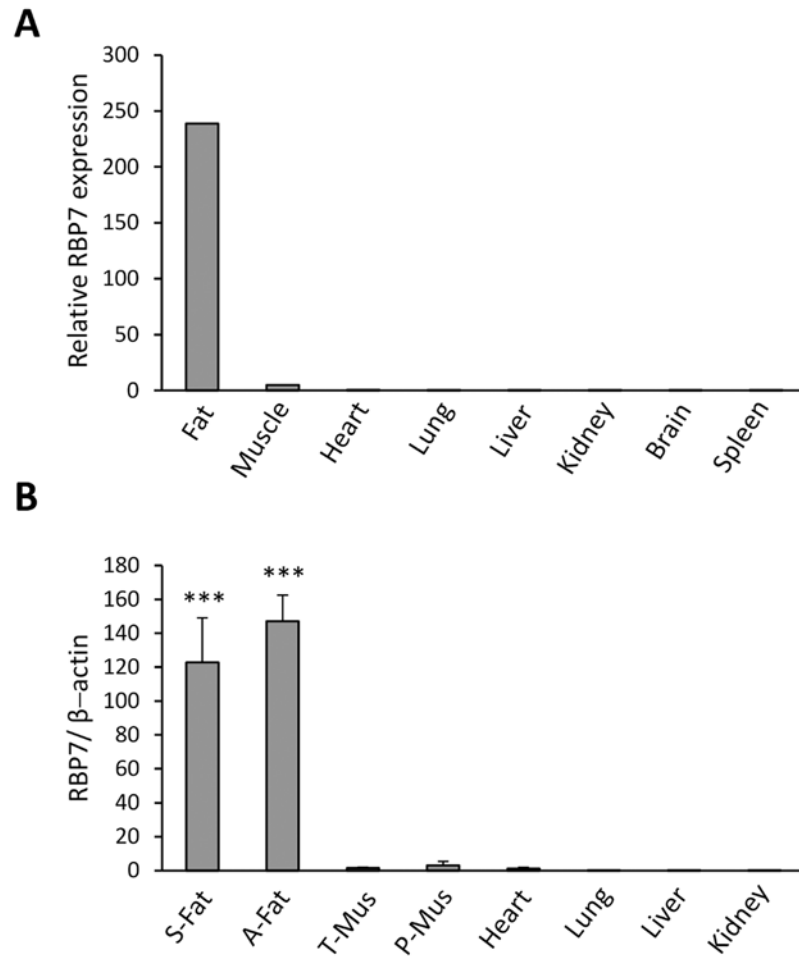 A
Relative RBP7 expression
300
250
200
150
100
50
0
Fat
Muscle
Heart
Lung
Liver
Kidney
Brain
Spleen
B
RBP7/ β–actin
180
160
140
120
100
80
60
40
20
0
***
***
S-Fat
A-Fat
T-Mus
P-Mus
Heart
Lung
Liver
Kidney